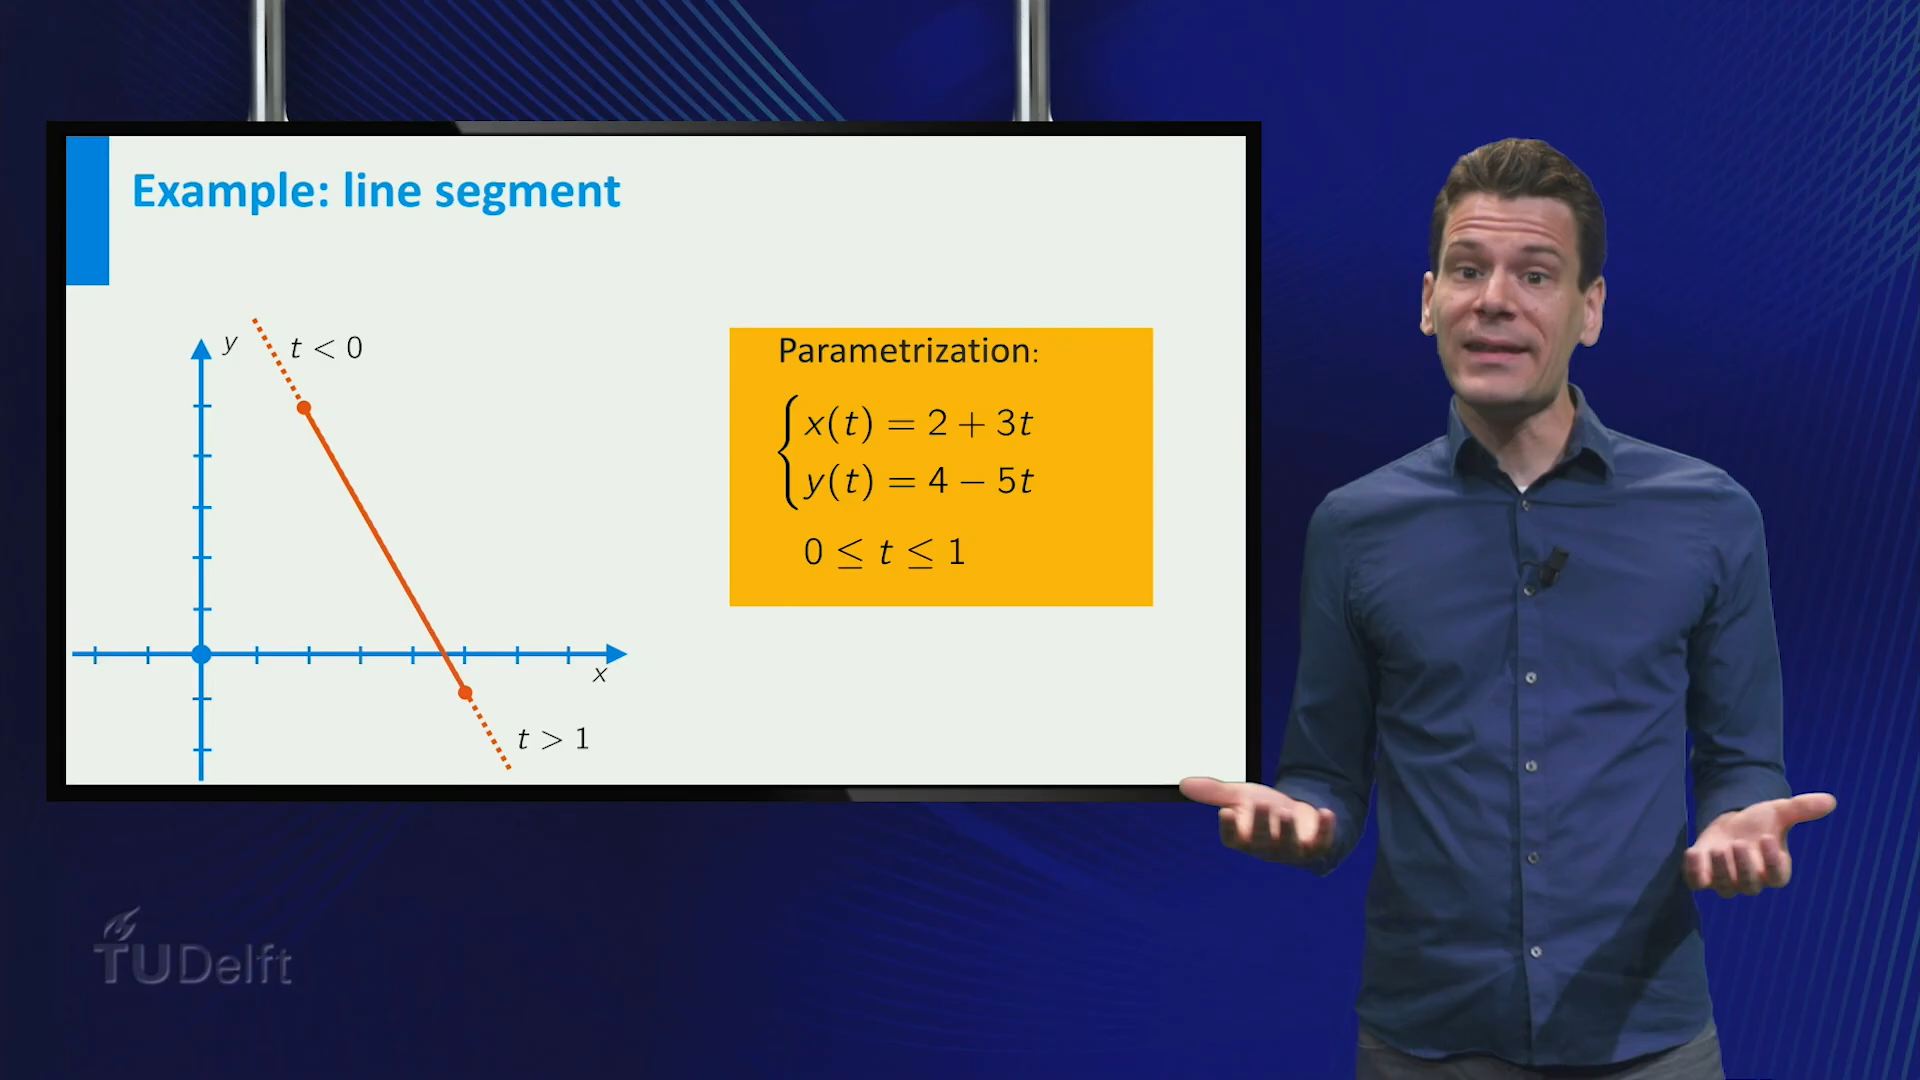 Example: line segment
y
t < 0
x
t > 1
Parametrization:
x(t) = 2 + 3t
y(t) = 4 − 5t
0 ≤ t ≤ 1
TUDelft